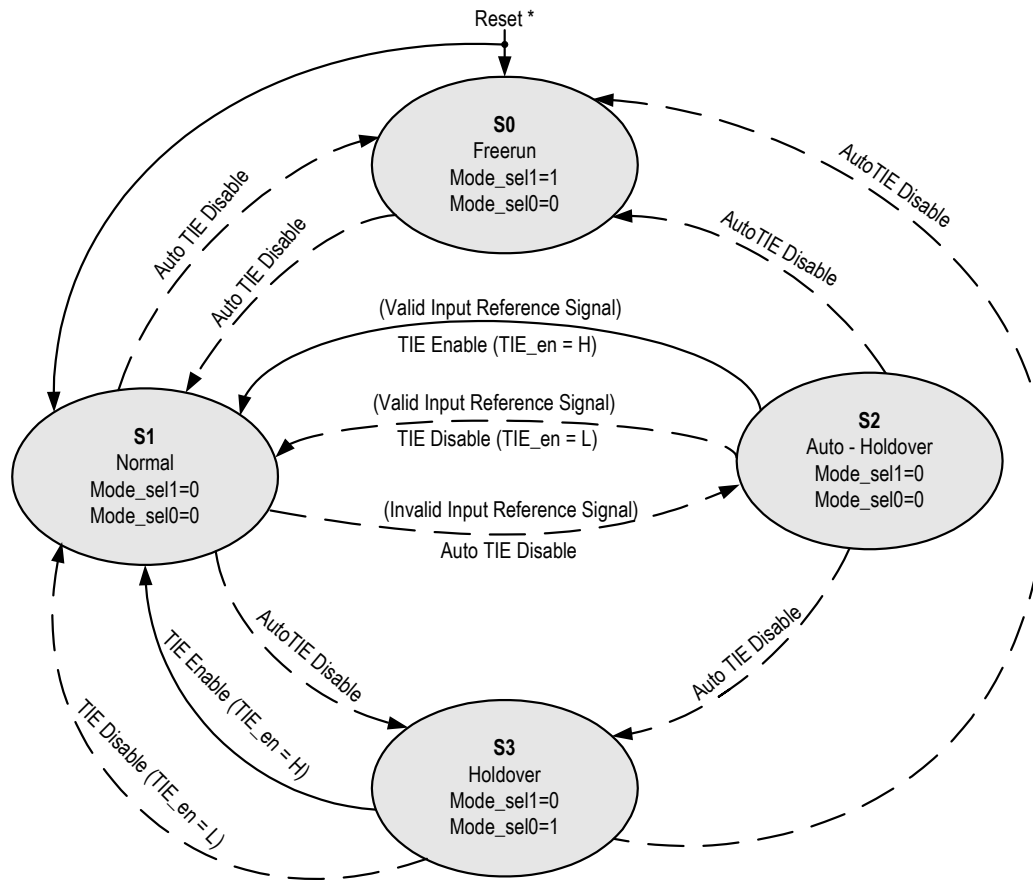 Reset *
S0
Freerun
Mode_sel1=1
Mode_sel0=0
Auto TIE Disable
Auto TIE Disable
AutoTIE Disable
AutoTIE Disable
(Valid Input Reference Signal)
TIE Enable (TIE_en = H)
(Valid Input Reference Signal)
TIE Disable (TIE_en = L)
(Invalid Input Reference Signal)
Auto TIE Disable
S1
Normal
Mode_sel1=0
Mode_sel0=0
S2
Auto - Holdover
Mode_sel1=0
Mode_sel0=0
AutoTIE Disable
TIE Enable (TIE_en = H)
TIE Disable (TIE_en = L)
Auto TIE Disable
S3
Holdover
Mode_sel1=0
Mode_sel0=1